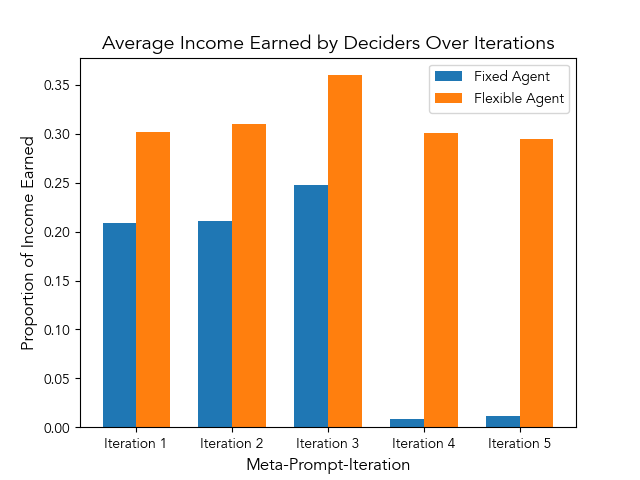 Average Income Earned by Deciders Over Iterations
Fixed Agent
Flexible Agent
Proportion of Income Earned
0.35
0.30
0.25
0.20
0.15
0.10
0.05
0.00
Iteration 1
Iteration 2
Iteration 3
Iteration 4
Iteration 5
Meta-Prompt-Iteration